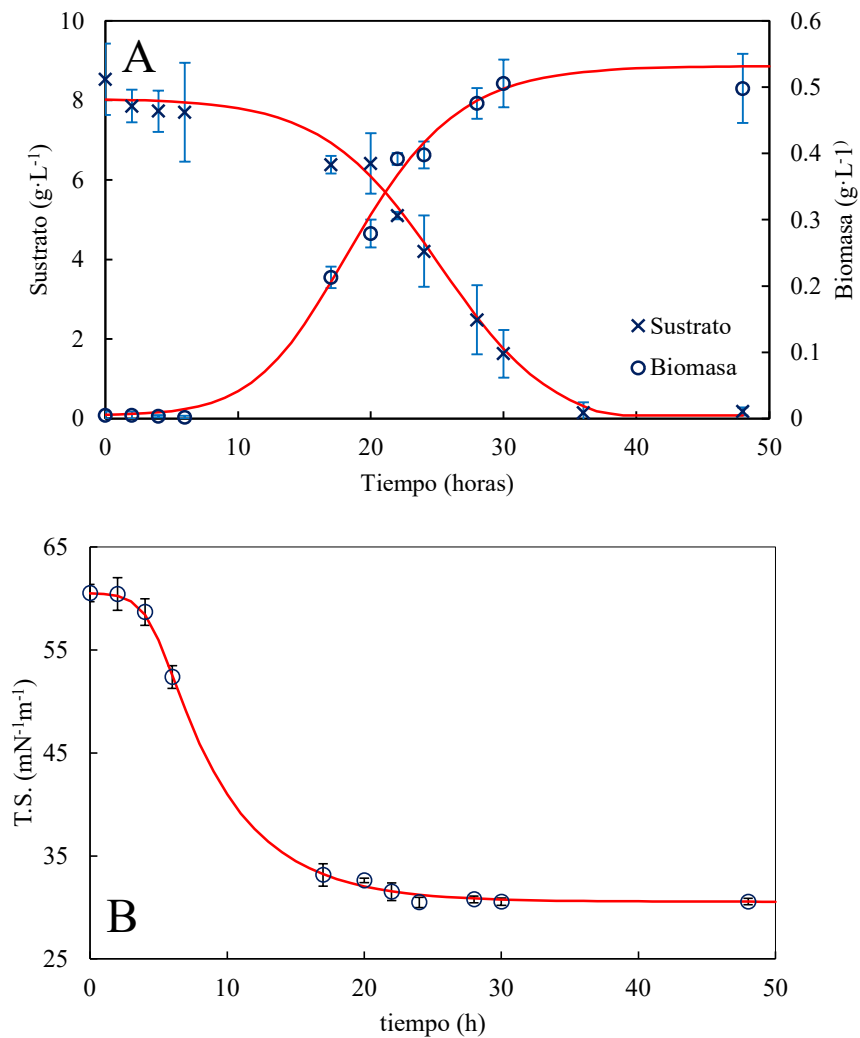 A
10
8
6
4
2
0
0.6
0.5
0.4
0.3
0.2
0.1
0
0 10 20 30 40 50
Sustrato (g·L-1)
Biomasa (g·L-1)
Sustrato
Biomasa
Tiempo (horas)
B
65
55
45
35
25
0 10 20 30 40 50
T.S. (mN-1m-1)
tiempo (h)